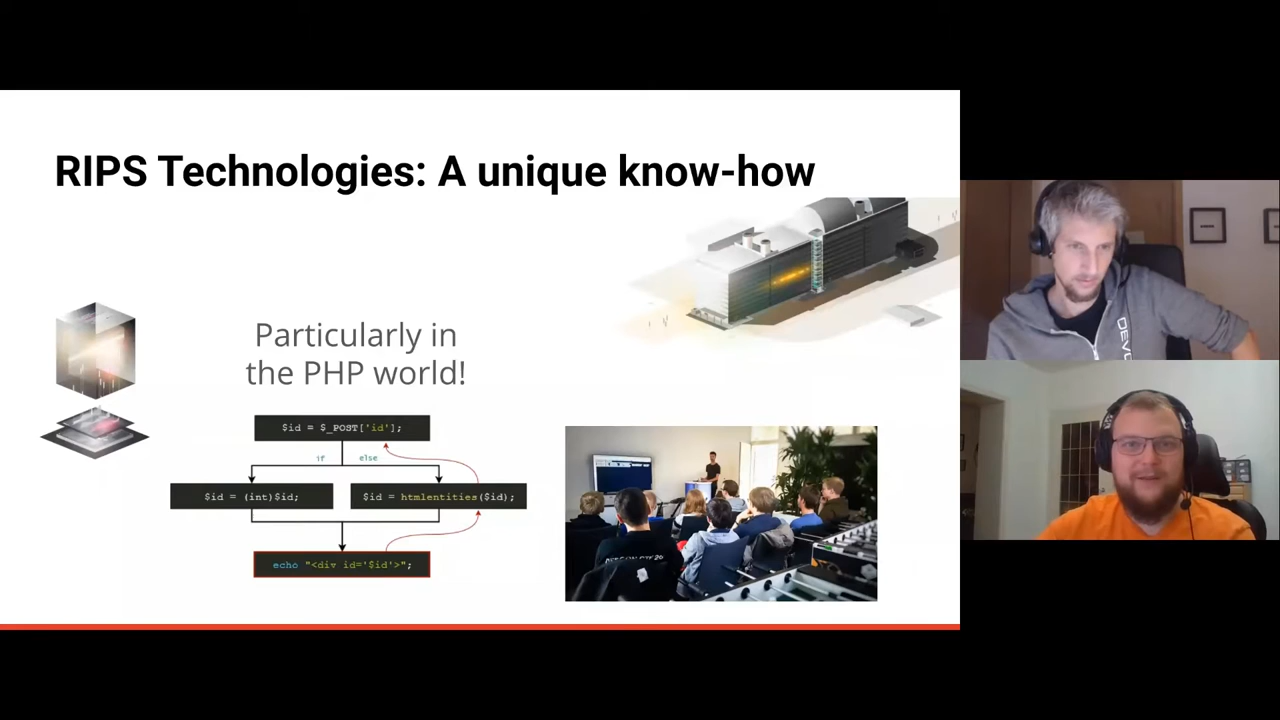 RIPS Technologies: A unique know-how
Particularly in
the PHP world!
$id = $_POST['id'];
if
else
$id = (int)$id;
$id = htmlentities($id);
echo "<div id='$id'>";